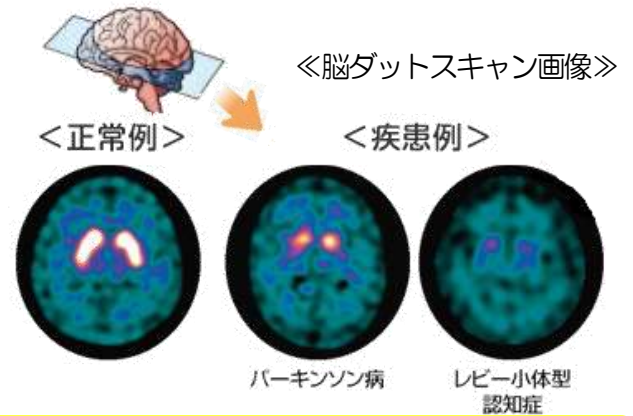 ≪脳ダットスキャン画像≫
＜正常例＞
＜疾患例＞
パーキンソン病
レビー小体型
認知症